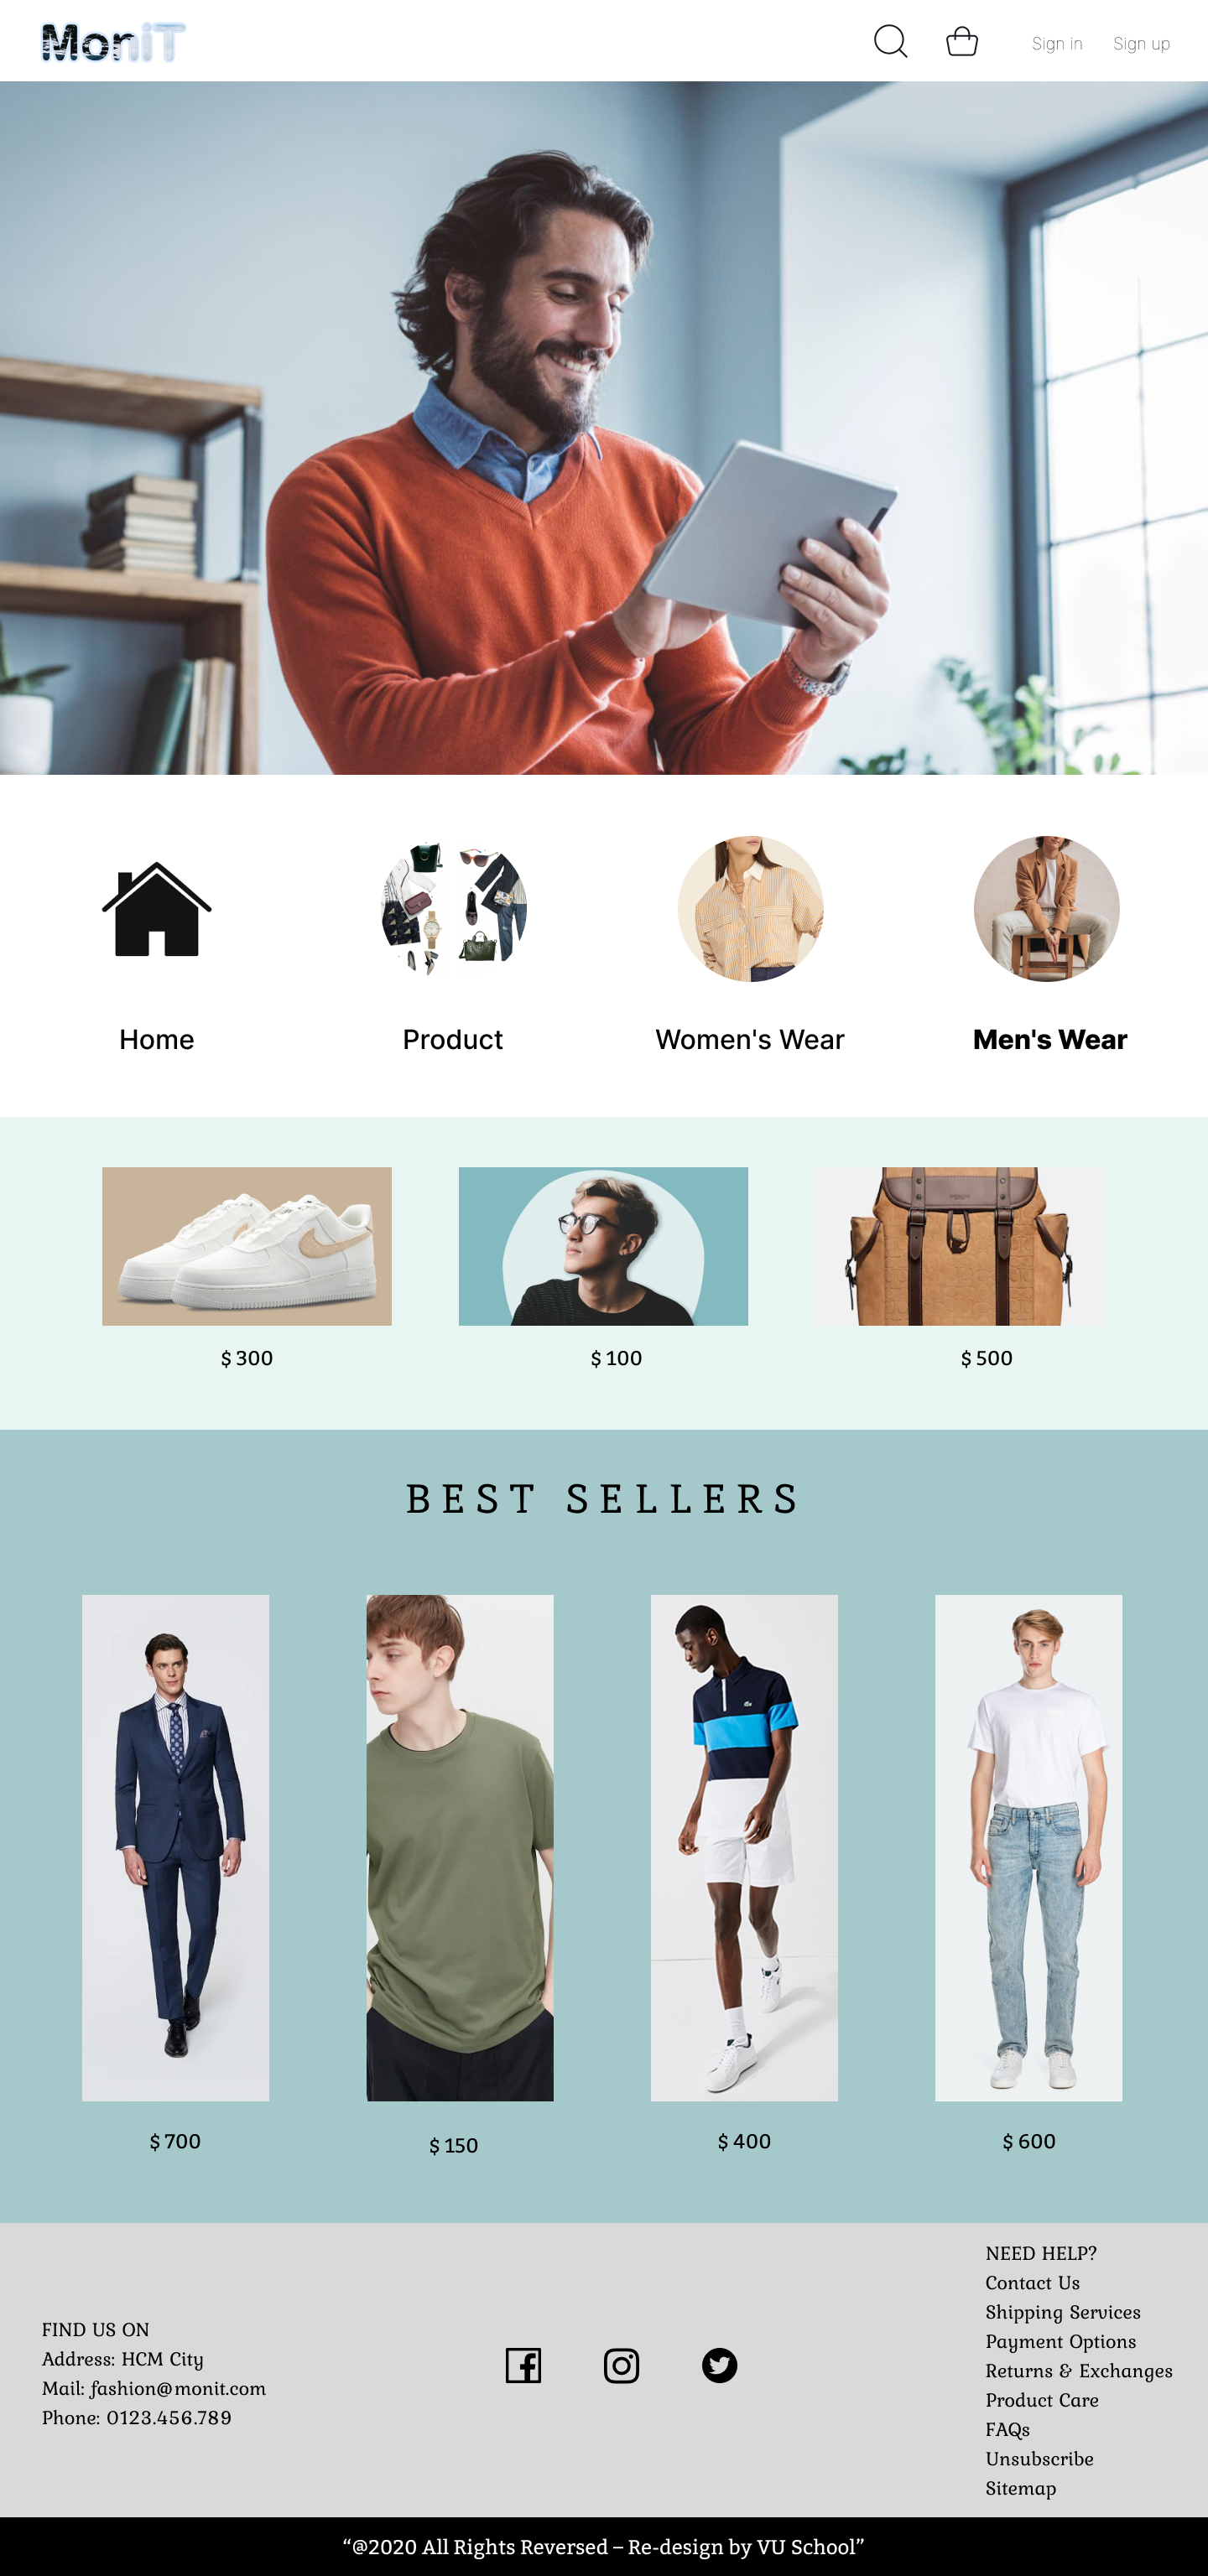 MoniT
Sign in
Sign up
Home
Product
Women's Wear
Men's Wear
$ 300
$ 100
$ 500
BEST SELLERS
$ 700
$ 150
$ 400
$ 600
FIND US ON
Address: HCM City
Mail: fashion@monit.com
Phone: 0123.456.789
NEED HELP?
Contact Us
Shipping Services
Payment Options
Returns & Exchanges
Product Care
FAQs
Unsubscribe
Sitemap
“@2020 All Rights Reversed – Re-design by VU School”